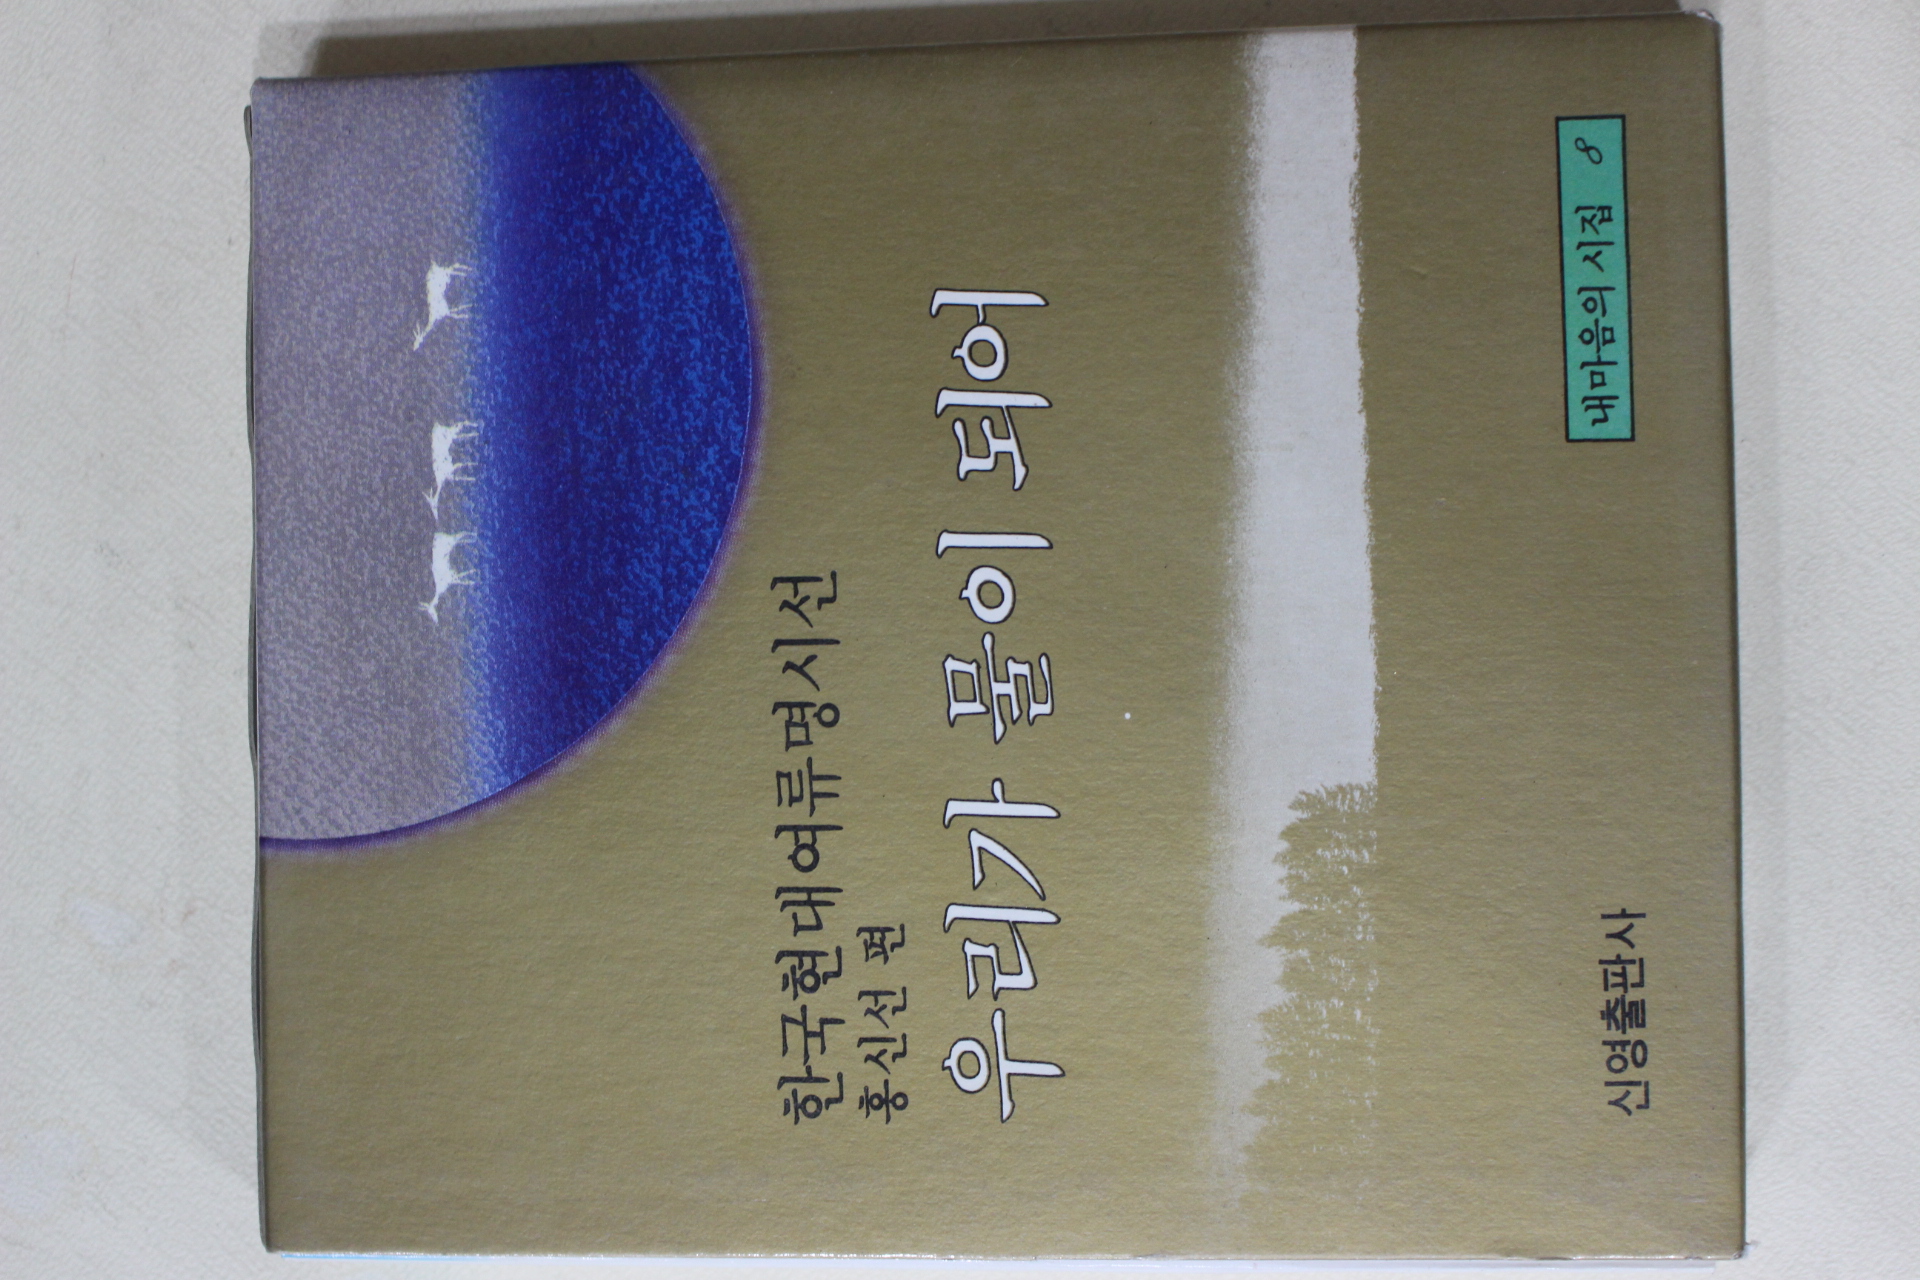 한국현대여류명시선
홍신선 편
우리가 물이 되어
신영출판사
내마음의 시집 8